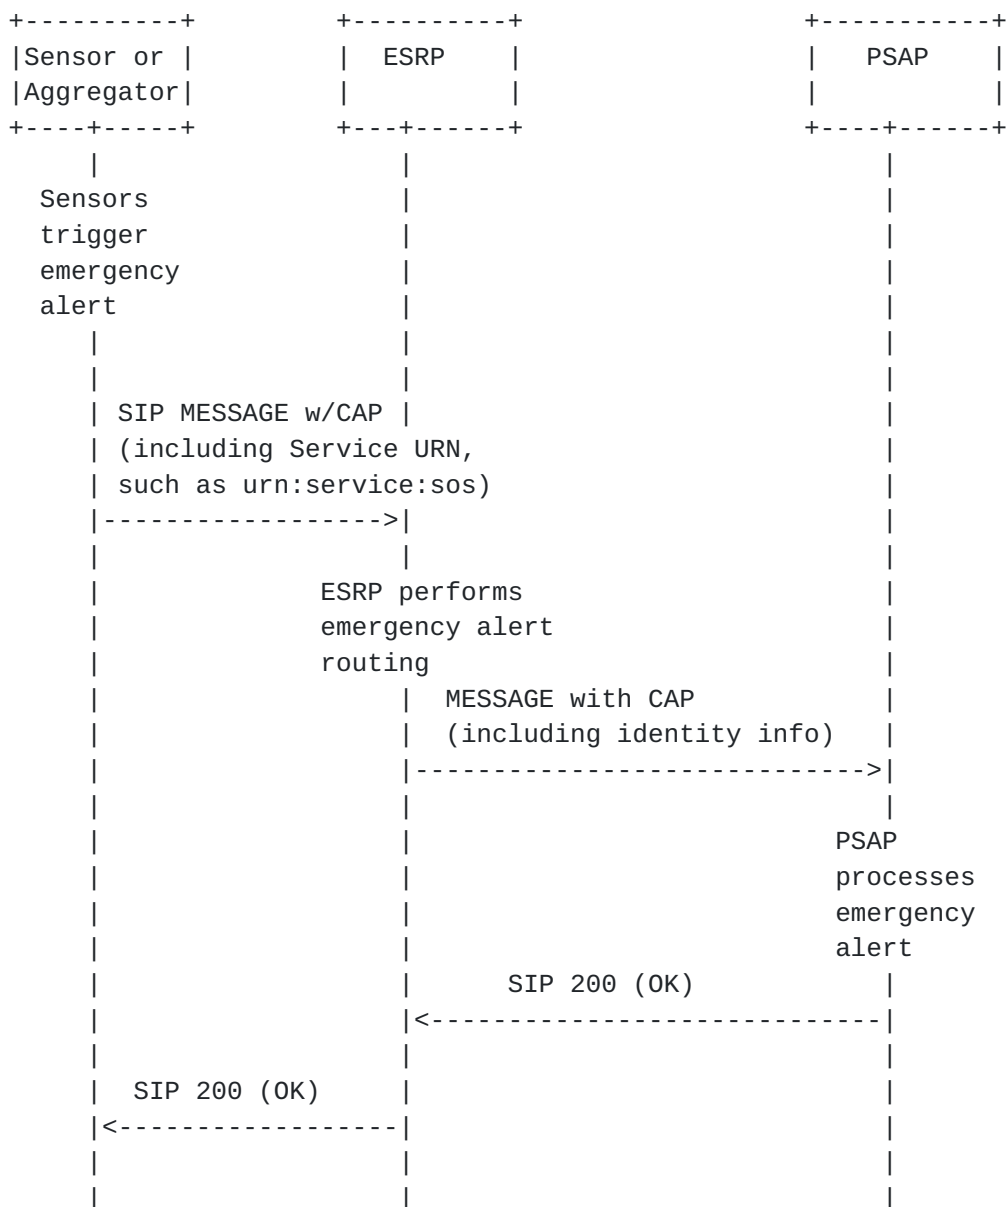 Sensor or ESRP PSAP
Aggregator
Sensors
trigger
emergency
alert
SIP MESSAGE w/CAP
(including Service URN,
such as urn:service:sos)
ESRP performs
emergency alert
routing
MESSAGE with CAP
(including identity info)
PSAP
processes
emergency
alert
SIP 200 (OK)
SIP 200 (OK)